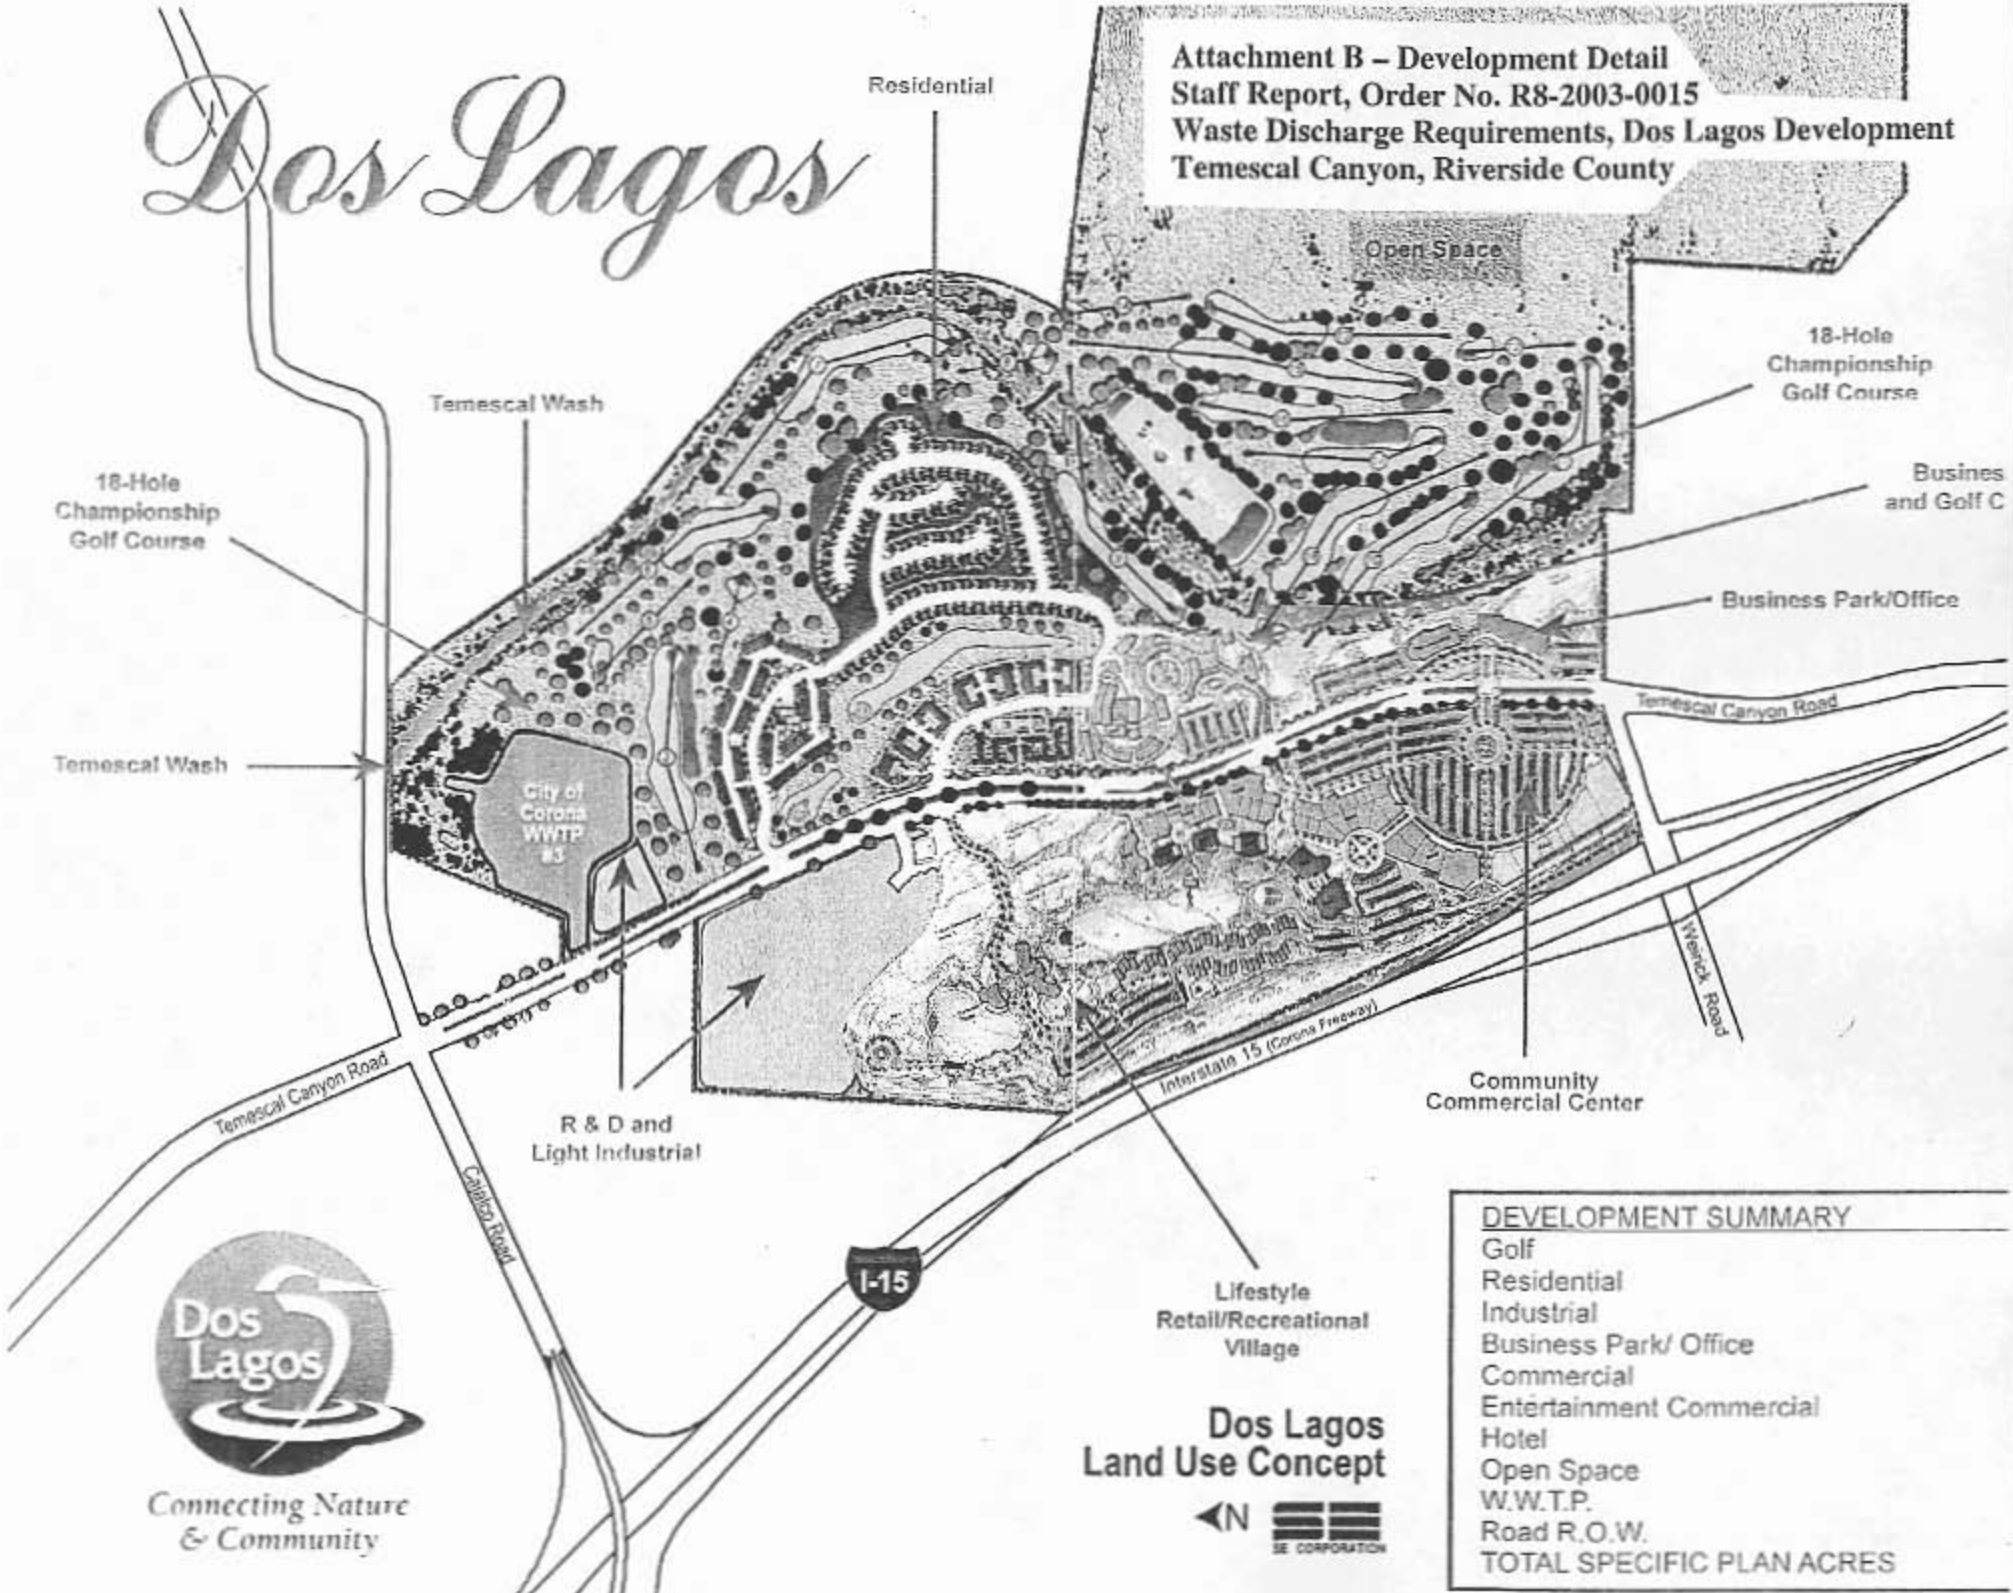 Dos Lagos
Attachment B – Development Detail
Staff Report, Order No. R8-2003-0015
Waste Discharge Requirements, Dos Lagos Development
Temescal Canyon, Riverside County
Residential
Open Space
18-Hole
Championship
Golf Course
Temescal Wash
18-Hole
Championship
Golf Course
Busines
and Golf C
Business Park/Office
Temescal Canyon Road
Temescal Wash
City of
Corona
WWTP
#3
Weirick Road
Interstate 15 (Corona Freeway)
Temescal Canyon Road
Cajalco Road
R & D and
Light Industrial
Community
Commercial Center
I-15
Lifestyle
Retail/Recreational
Village
Dos
Lagos
Connecting Nature
& Community
Dos Lagos
Land Use Concept
N
SE CORPORATION
DEVELOPMENT SUMMARY
Golf
Residential
Industrial
Business Park/ Office
Commercial
Entertainment Commercial
Hotel
Open Space
W.W.T.P.
Road R.O.W.
TOTAL SPECIFIC PLAN ACRES